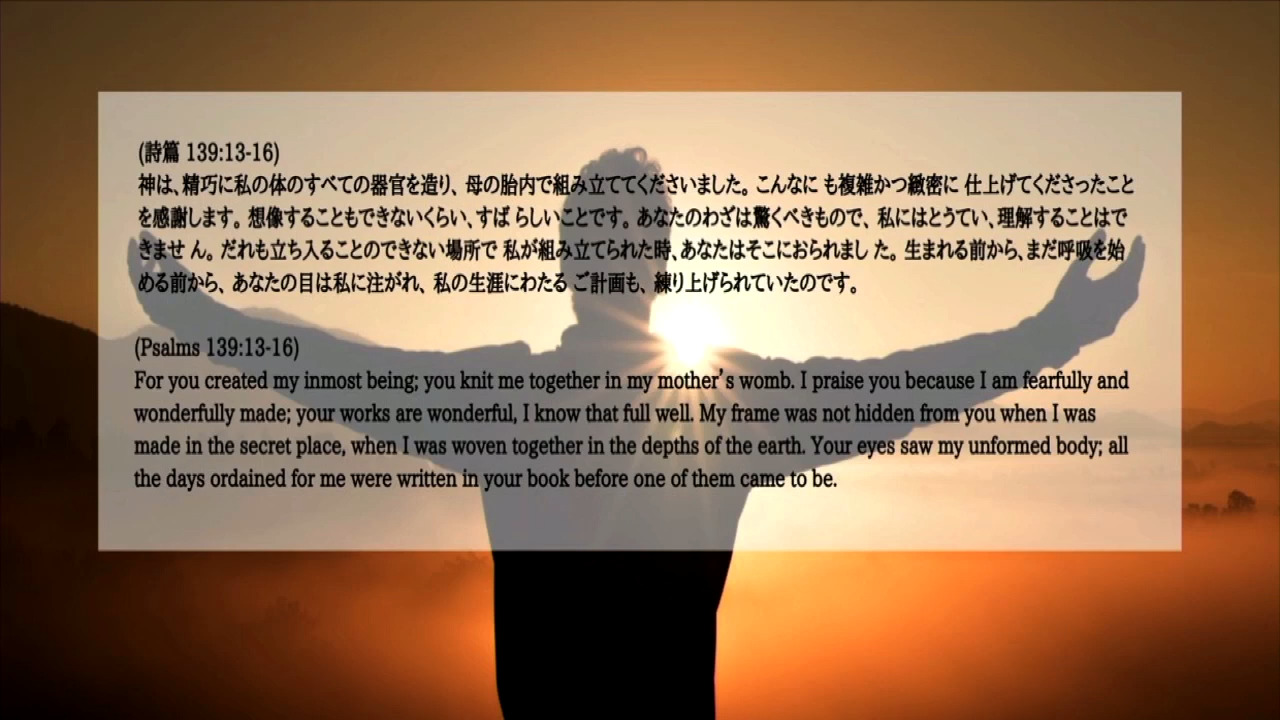 (詩篇 139:13-16)
神は、精巧に私の体のすべての器官を造り、 母の胎内で組み立ててくださいました。 こんなに も複雑かつ緻密に 仕上げてくださったこと
を感謝します。 想像することもできないくらい、すば らしいことです。 あなたのわざは驚くべきもので、 私にはとうてい、理解することはで
きませ ん。 だれも立ち入ることのできない場所で 私が組み立てられた時、あなたはそこにおられまし た。 生まれる前から、まだ呼吸を始
める前から、 あなたの目は私に注がれ、 私の生涯にわたる ご計画も、 練り上げられていたのです。
(Psalms 139:13-16)
For you created my inmost being; you knit me together in my mother's womb. I praise you because I am fearfully and
wonderfully made; your works are wonderful, I know that full well. My frame was not hidden from you when I was
made in the secret place, when I was woven together in the depths of the earth. Your eyes saw my unformed body; all
the days ordained for me were written in your book before one of them came to be.